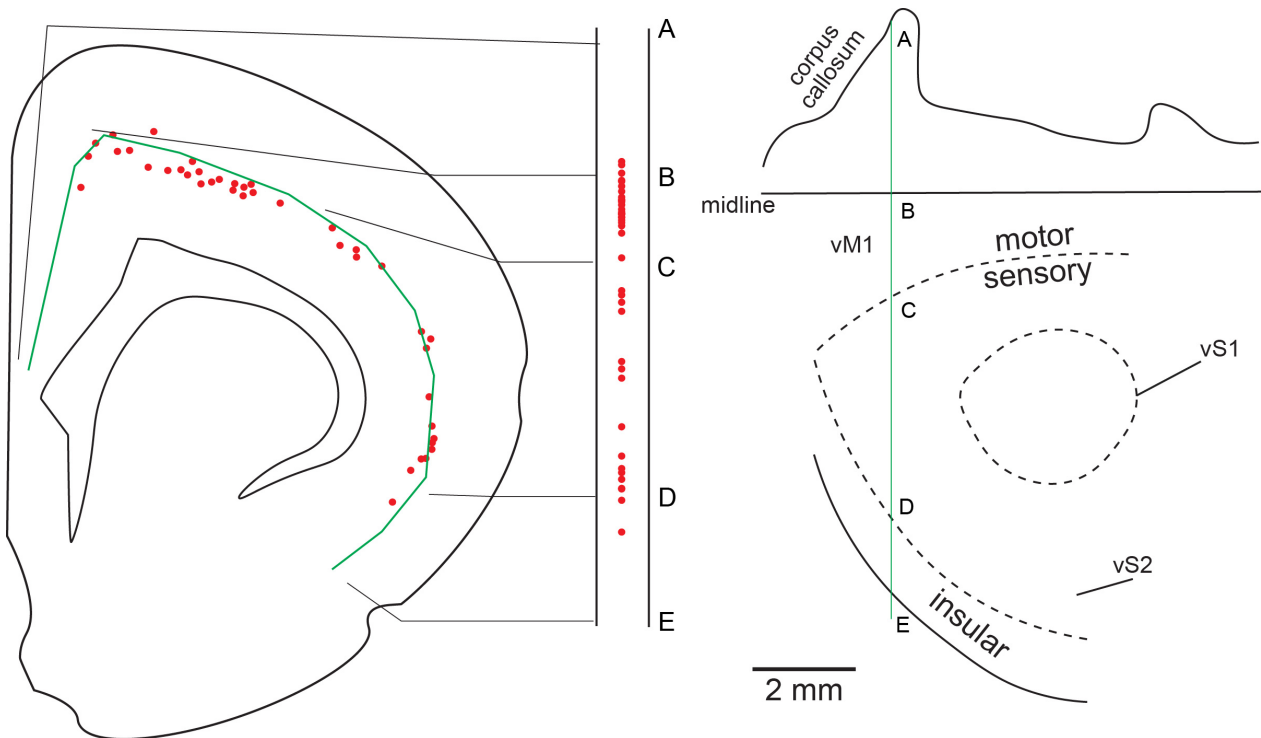 A
B
C
D
E
corpus
callosum
A
midline
B
vM1
motor
sensory
C
vS1
D
vS2
insular
E
2 mm